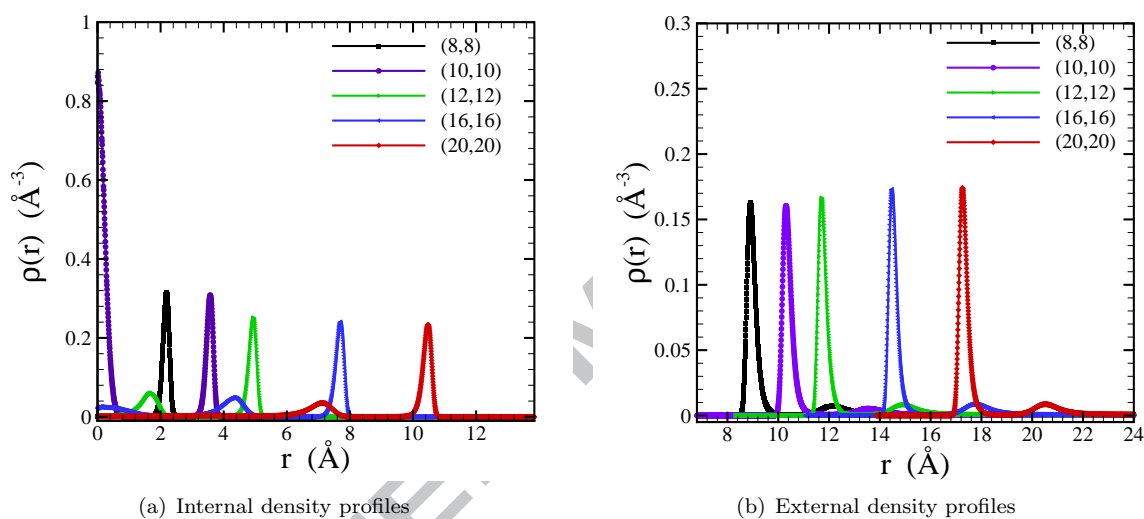 1
0.8
0.6
0.4
0.2
0
ρ(r) (Å⁻³)
0 2 4 6 8 10 12
r (Å)
(8,8)
(10,10)
(12,12)
(16,16)
(20,20)
(a) Internal density profiles
0.3
0.25
0.2
0.15
0.1
0.05
0
ρ(r) (Å⁻³)
8 10 12 14 16 18 20 22 24
r (Å)
(8,8)
(10,10)
(12,12)
(16,16)
(20,20)
(b) External density profiles